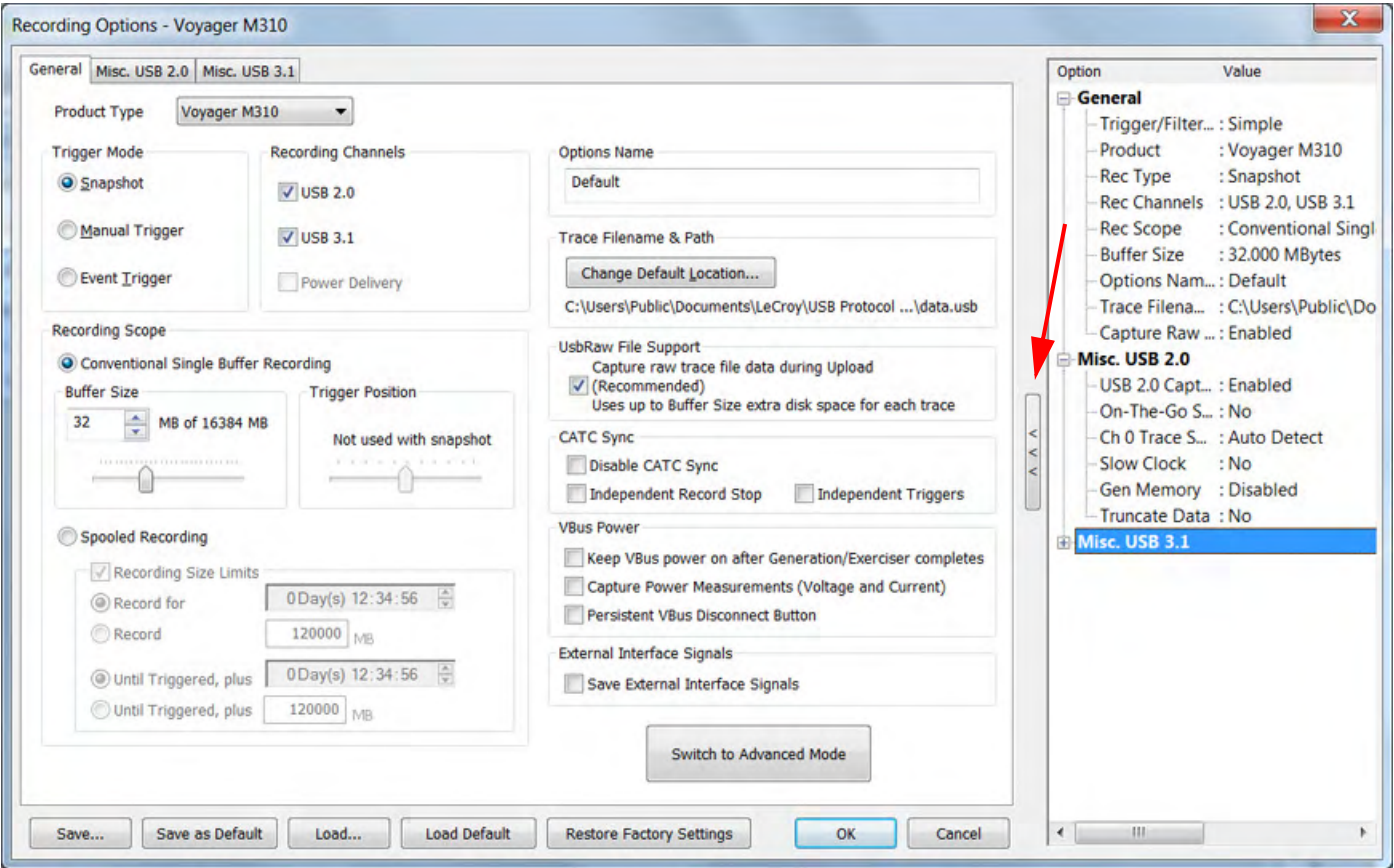 Recording Options - Voyager M310
General Misc. USB 2.0 Misc. USB 3.1
Product Type Voyager M310
Trigger Mode
Snapshot
Manual Trigger
Event Trigger
Recording Channels
USB 2.0
USB 3.1
Power Delivery
Recording Scope
Conventional Single Buffer Recording
Buffer Size
32 MB of 16384 MB
Trigger Position
Not used with snapshot
Spooled Recording
Recording Size Limits
Record for 0 Day(s) 12:34:56
Record 120000 MB
Until Triggered, plus 0 Day(s) 12:34:56
Until Triggered, plus 120000 MB
Options Name
Default
Trace Filename & Path
Change Default Location...
C:\Users\Public\Documents\LeCroy\USB Protocol ...\data.usb
UsbRaw File Support
Capture raw trace file data during Upload
(Recommended)
Uses up to Buffer Size extra disk space for each trace
CATC Sync
Disable CATC Sync
Independent Record Stop Independent Triggers
VBus Power
Keep VBus power on after Generation/Exerciser completes
Capture Power Measurements (Voltage and Current)
Persistent VBus Disconnect Button
External Interface Signals
Save External Interface Signals
Switch to Advanced Mode
Save... Save as Default Load... Load Default Restore Factory Settings OK Cancel
<
<
<
Option Value
General
Trigger/Filter... : Simple
Product : Voyager M310
Rec Type : Snapshot
Rec Channels : USB 2.0, USB 3.1
Rec Scope : Conventional Singl
Buffer Size : 32.000 MBytes
Options Nam... : Default
Trace Filena... : C:\Users\Public\Do
Capture Raw ... : Enabled
Misc. USB 2.0
USB 2.0 Capt... : Enabled
On-The-Go S... : No
Ch 0 Trace S... : Auto Detect
Slow Clock : No
Gen Memory : Disabled
Truncate Data : No
Misc. USB 3.1